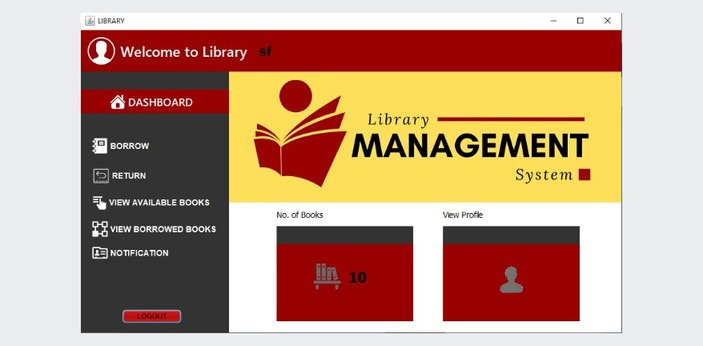 LIBRARY
Welcome to Library sf
DASHBOARD
BORROW
RETURN
VIEW AVAILABLE BOOKS
VIEW BORROWED BOOKS
NOTIFICATION
LOGOUT
Library
MANAGEMENT
System
No. of Books
View Profile
10